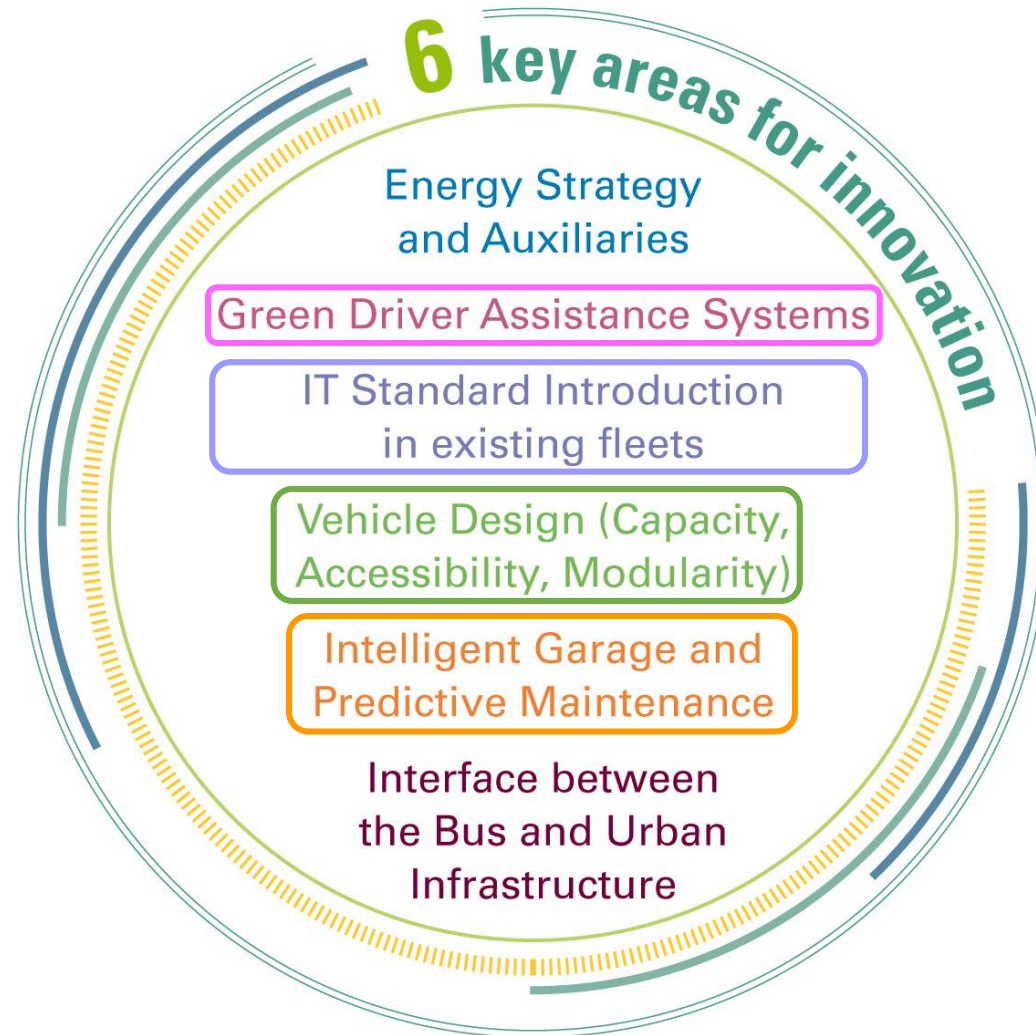 6 key areas for innovation
Energy Strategy
and Auxiliaries
Green Driver Assistance Systems
IT Standard Introduction
in existing fleets
Vehicle Design (Capacity,
Accessibility, Modularity)
Intelligent Garage and
Predictive Maintenance
Interface between
the Bus and Urban
Infrastructure